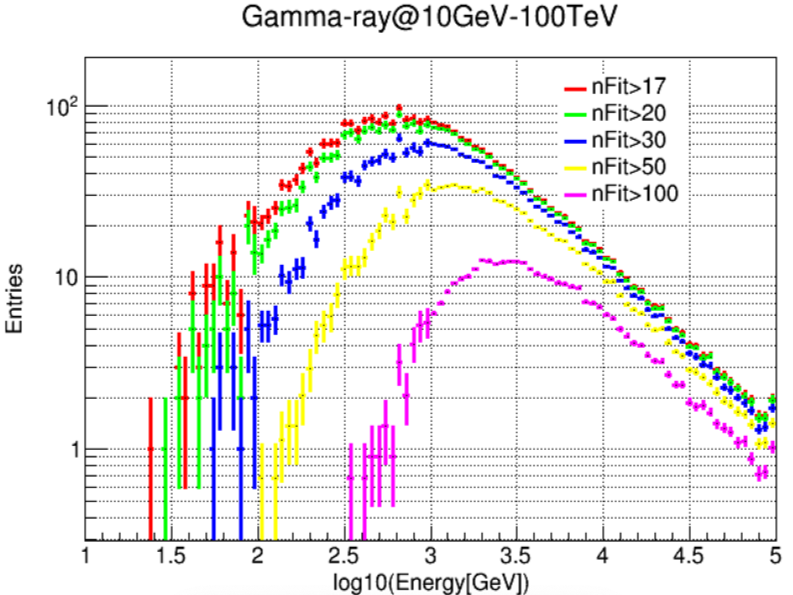 Gamma-ray@10GeV-100TeV
Entries
10²
10
1
nFit>17
nFit>20
nFit>30
nFit>50
nFit>100
1 1.5 2 2.5 3 3.5 4 4.5 5
log10(Energy[GeV])